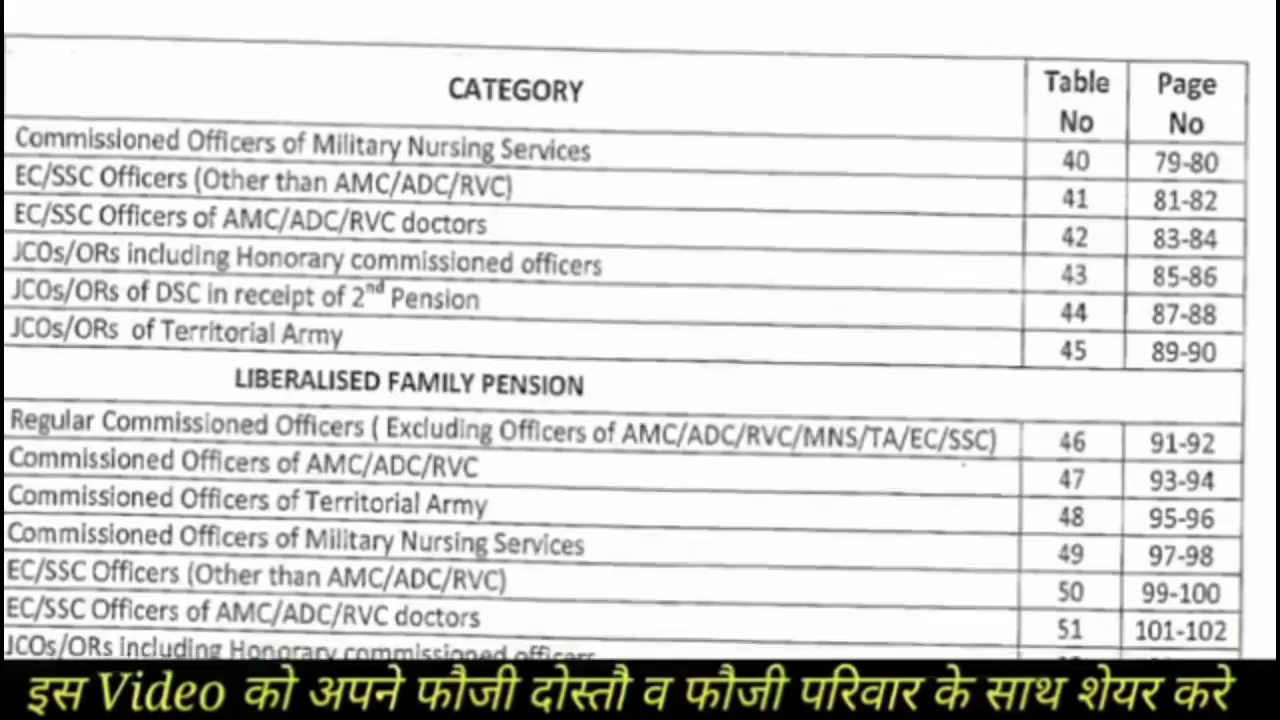 CATEGORY Table No Page No
Commissioned Officers of Military Nursing Services 40 79-80
EC/SSC Officers (Other than AMC/ADC/RVC) 41 81-82
EC/SSC Officers of AMC/ADC/RVC doctors 42 83-84
JCOs/ORs including Honorary commissioned officers 43 85-86
JCOs/ORs of DSC in receipt of 2nd Pension 44 87-88
JCOs/ORs of Territorial Army 45 89-90
LIBERALISED FAMILY PENSION
Regular Commissioned Officers ( Excluding Officers of AMC/ADC/RVC/MNS/TA/EC/SSC) 46 91-92
Commissioned Officers of AMC/ADC/RVC 47 93-94
Commissioned Officers of Territorial Army 48 95-96
Commissioned Officers of Military Nursing Services 49 97-98
EC/SSC Officers (Other than AMC/ADC/RVC) 50 99-100
EC/SSC Officers of AMC/ADC/RVC doctors 51 101-102
JCOs/ORs including Honorary commissioned officers
इस Video को अपने फौजी दोस्तौ व फौजी परिवार के साथ शेयर करे